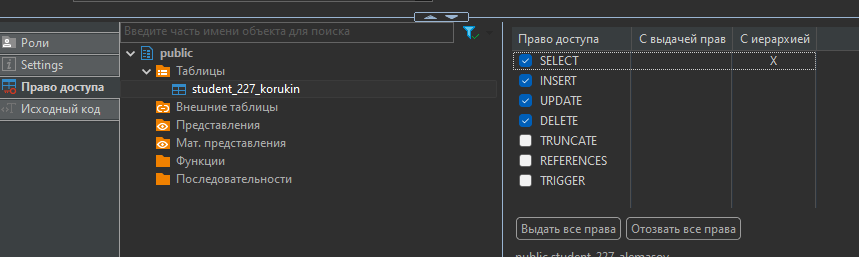 Введите часть имени объекта для поиска
Роли
Settings
Право доступа
Исходный код
public
Таблицы
student_227_korukin
Внешние таблицы
Представления
Мат. представления
Функции
Последовательности
Право доступа С выдачей прав С иерархией
SELECT X
INSERT
UPDATE
DELETE
TRUNCATE
REFERENCES
TRIGGER
Выдать все права Отозвать все права
public.student_227_alemasov